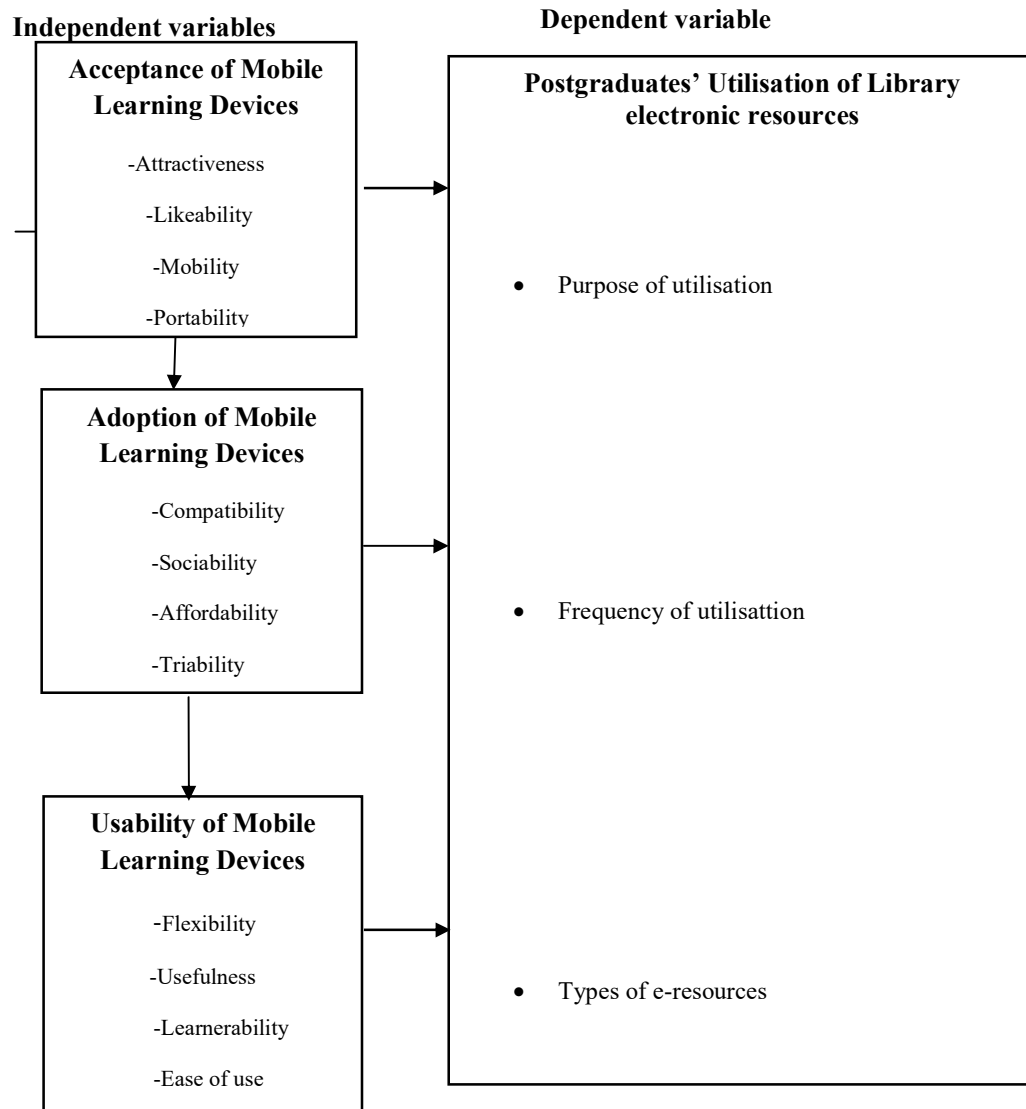 Independent variables
Acceptance of Mobile
Learning Devices
-Attractiveness
-Likeability
-Mobility
-Portability
Adoption of Mobile
Learning Devices
-Compatibility
-Sociability
-Affordability
-Triability
Usability of Mobile
Learning Devices
-Flexibility
-Usefulness
-Learnerability
-Ease of use
Dependent variable
Postgraduates’ Utilisation of Library
electronic resources
• Purpose of utilisation
• Frequency of utilisattion
• Types of e-resources